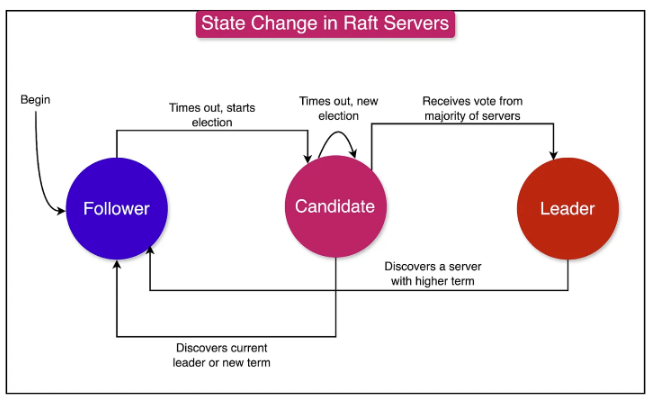 State Change in Raft Servers
Begin
Times out, starts
election
Times out, new
election
Receives vote from
majority of servers
Follower
Candidate
Leader
Discovers a server
with higher term
Discovers current
leader or new term